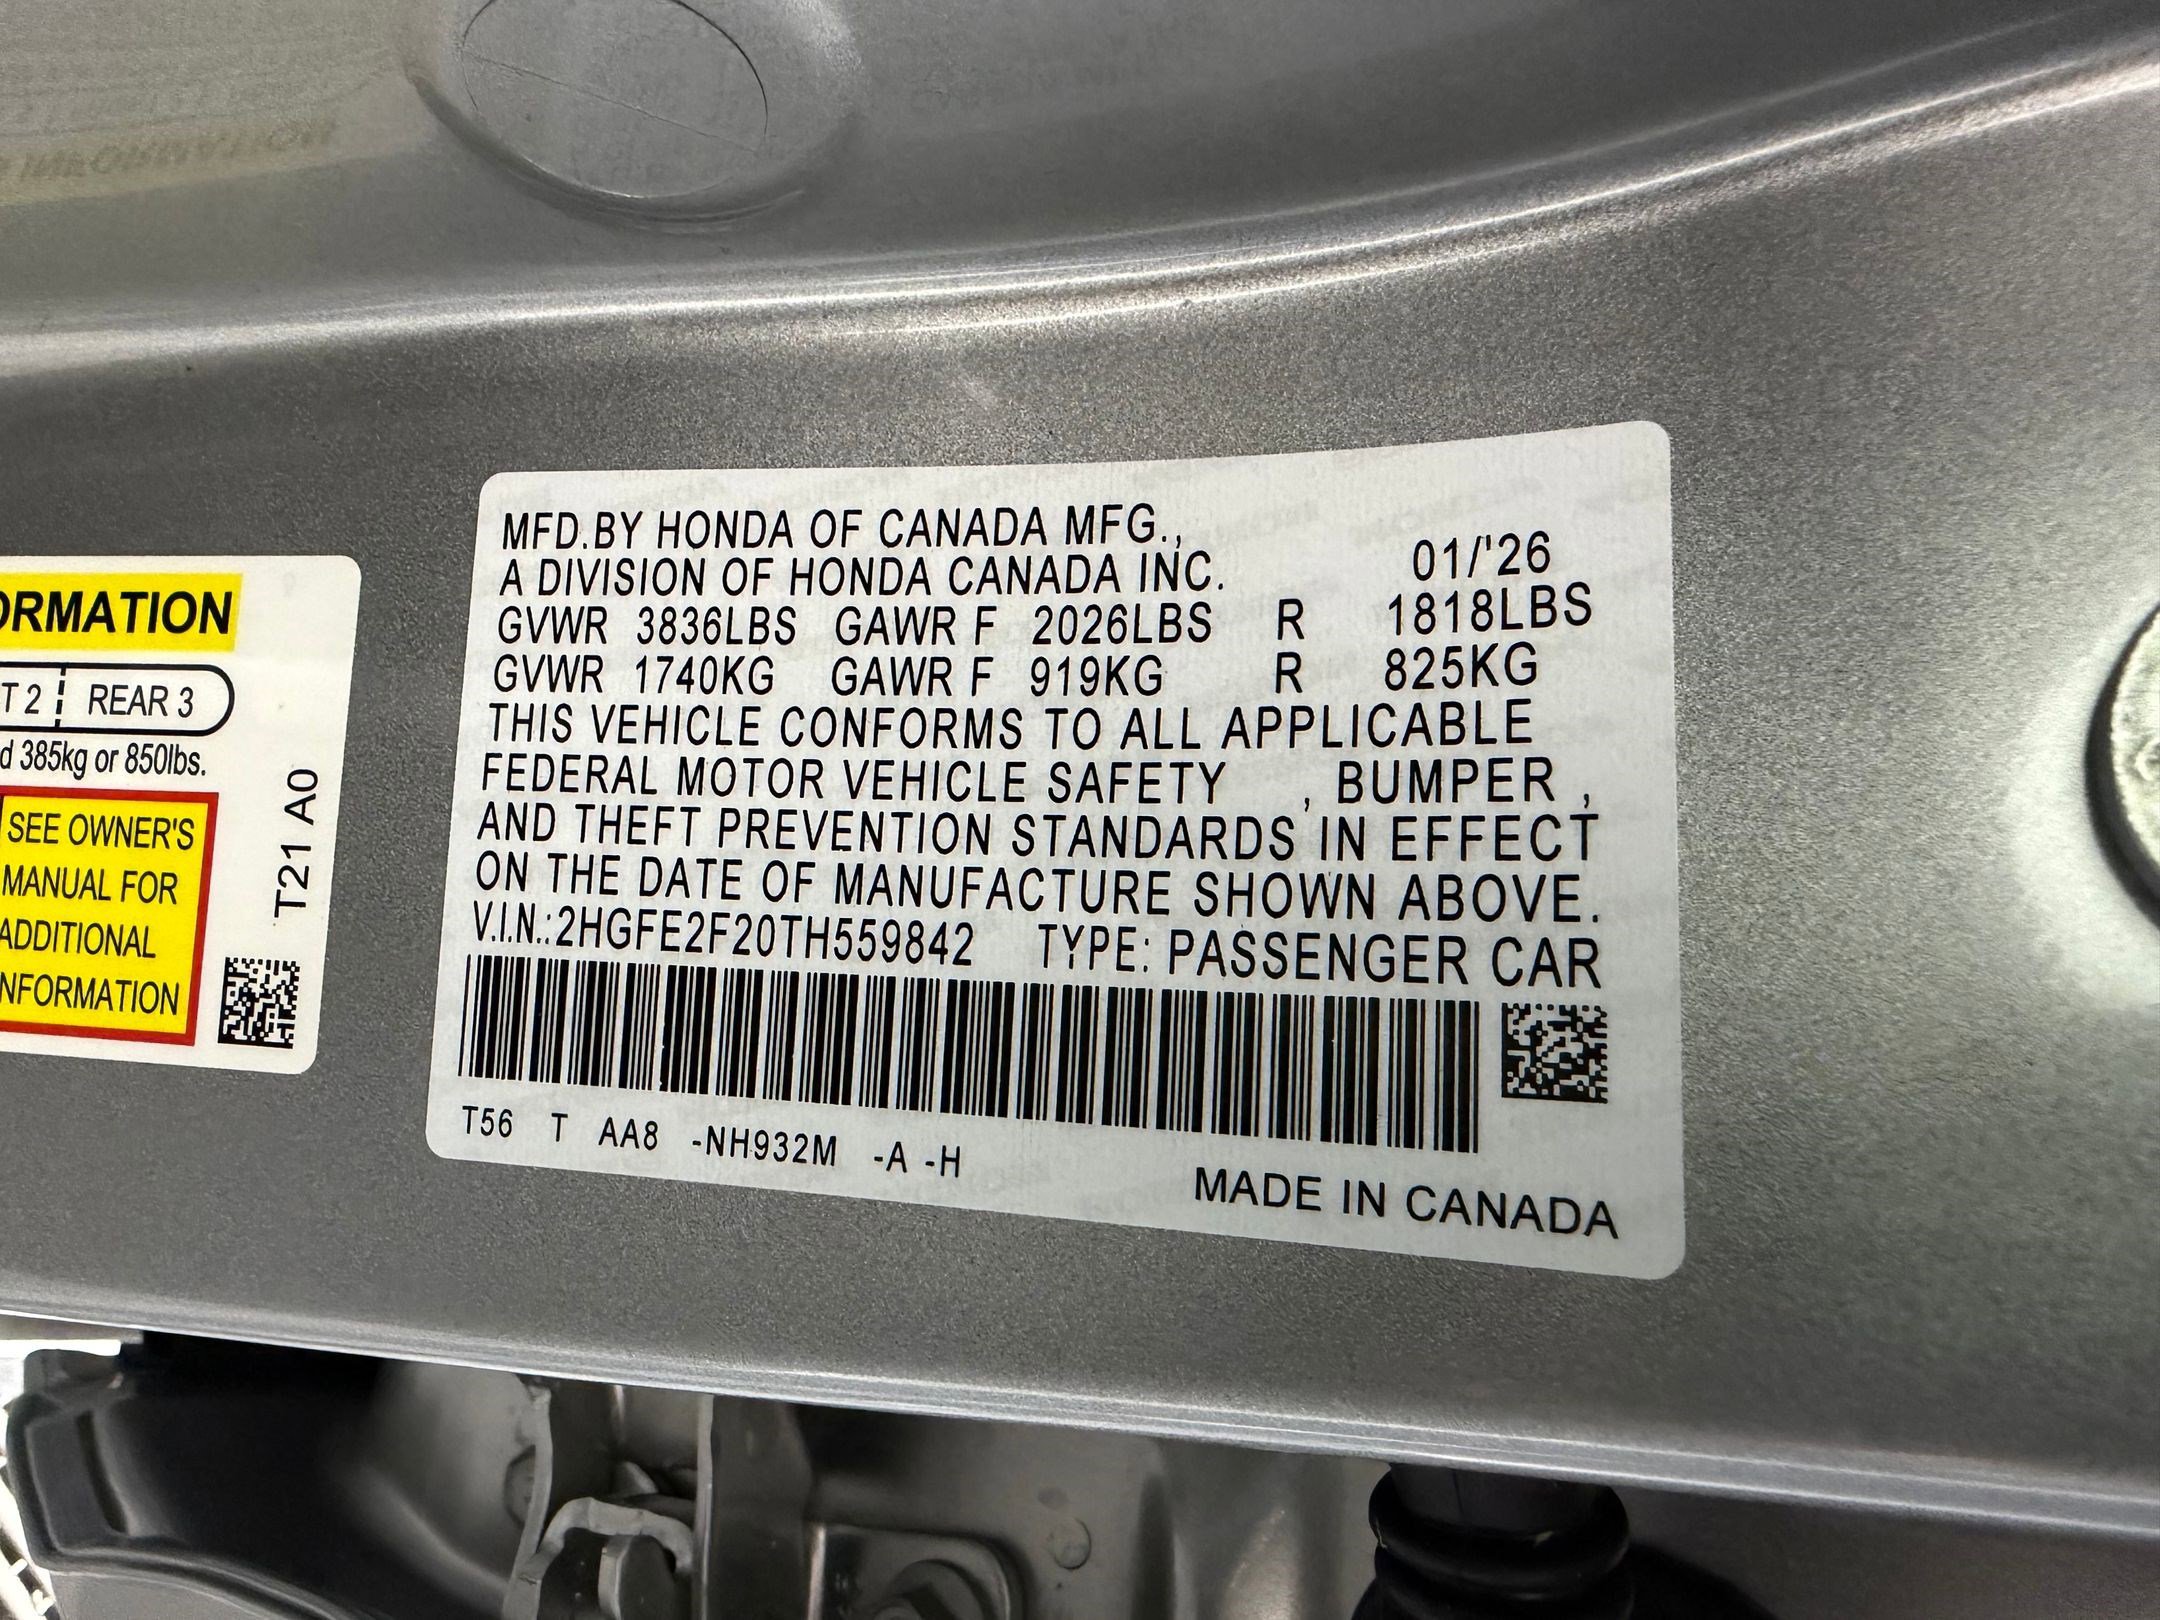 ORMATION
T 2 REAR 3
d 385kg or 850lbs.
SEE OWNER'S
MANUAL FOR
ADDITIONAL
NFORMATION
T21 A0
MFD.BY HONDA OF CANADA MFG.,
A DIVISION OF HONDA CANADA INC. 01/'26
GVWR 3836LBS GAWR F 2026LBS R 1818LBS
GVWR 1740KG GAWR F 919KG R 825KG
THIS VEHICLE CONFORMS TO ALL APPLICABLE
FEDERAL MOTOR VEHICLE SAFETY , BUMPER ,
AND THEFT PREVENTION STANDARDS IN EFFECT
ON THE DATE OF MANUFACTURE SHOWN ABOVE.
V.I.N.:2HGFE2F20TH559842 TYPE: PASSENGER CAR
T56 T AA8 -NH932M -A -H
MADE IN CANADA